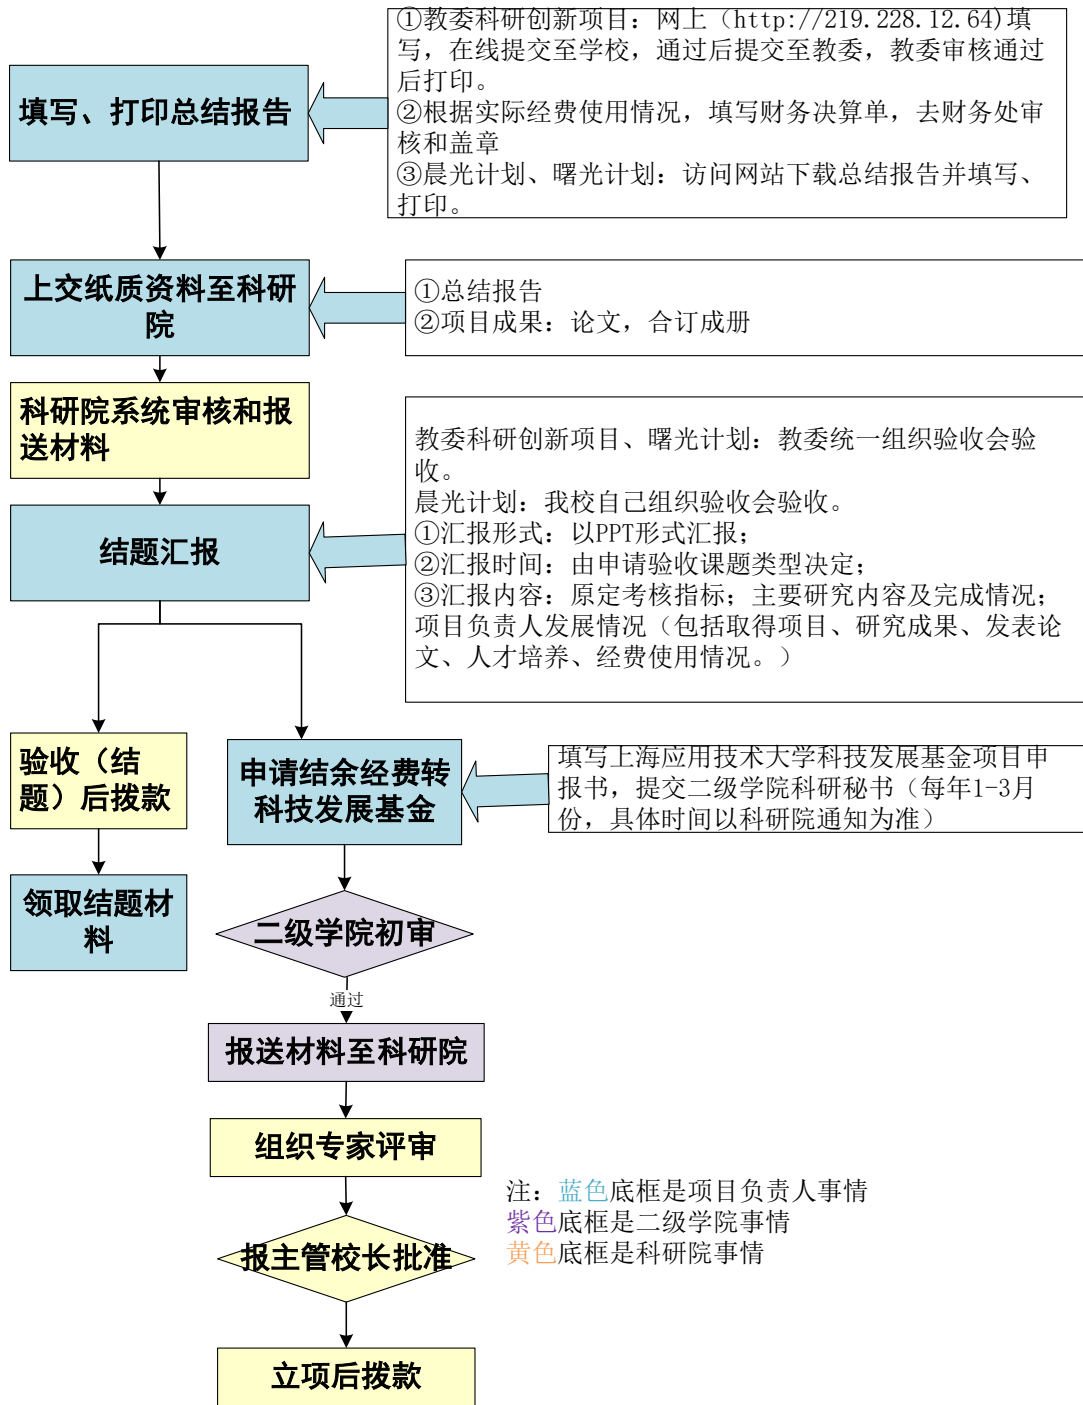 ①教委科研创新项目：网上（http://219.228.12.64)填
写，在线提交至学校，通过后提交至教委，教委审核通过
后打印。
②根据实际经费使用情况，填写财务决算单，去财务处审
核和盖章
③晨光计划、曙光计划：访问网站下载总结报告并填写、
打印。
填写、打印总结报告
上交纸质资料至科研
院
①总结报告
②项目成果：论文，合订成册
科研院系统审核和报
送材料
教委科研创新项目、曙光计划：教委统一组织验收会验
收。
晨光计划：我校自己组织验收会验收。
①汇报形式：以PPT形式汇报；
②汇报时间：由申请验收课题类型决定；
③汇报内容：原定考核指标；主要研究内容及完成情况；
项目负责人发展情况（包括取得项目、研究成果、发表论
文、人才培养、经费使用情况。）
结题汇报
验收（结
题）后拨款
申请结余经费转
科技发展基金
填写上海应用技术大学科技发展基金项目申
报书，提交二级学院科研秘书（每年1-3月
份，具体时间以科研院通知为准）
领取结题材
料
二级学院初审
通过
报送材料至科研院
组织专家评审
报主管校长批准
立项后拨款
注：蓝色底框是项目负责人事情
紫色底框是二级学院事情
黄色底框是科研院事情